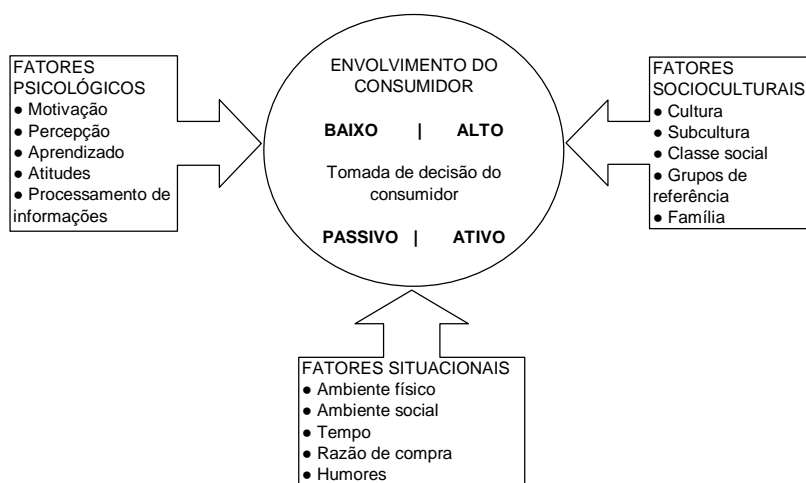 FATORES
PSICOLÓGICOS
● Motivação
● Percepção
● Aprendizado
● Atitudes
● Processamento de
informações
ENVOLVIMENTO DO
CONSUMIDOR
BAIXO | ALTO
Tomada de decisão do
consumidor
PASSIVO | ATIVO
FATORES
SOCIOCULTURAIS
● Cultura
● Subcultura
● Classe social
● Grupos de
referência
● Família
FATORES SITUACIONAIS
● Ambiente físico
● Ambiente social
● Tempo
● Razão de compra
● Humores